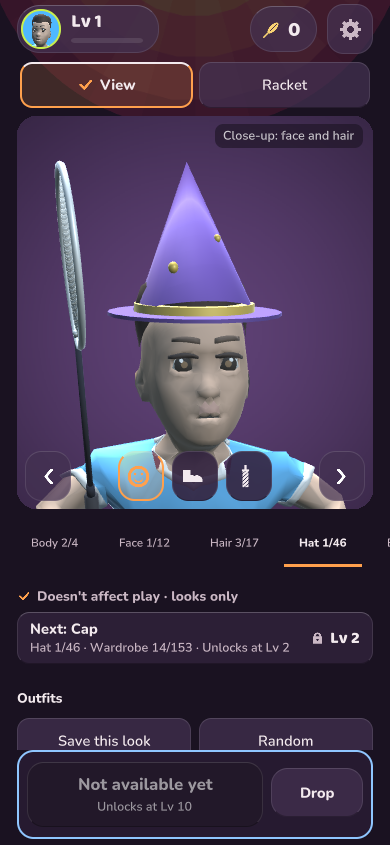 Lv 1
0
View
Racket
Close-up: face and hair
Body 2/4
Face 1/12
Hair 3/17
Hat 1/46
Doesn't affect play · looks only
Next: Cap
Hat 1/46 · Wardrobe 14/153 · Unlocks at Lv 2
Lv 2
Outfits
Save this look
Random
Not available yet
Unlocks at Lv 10
Drop